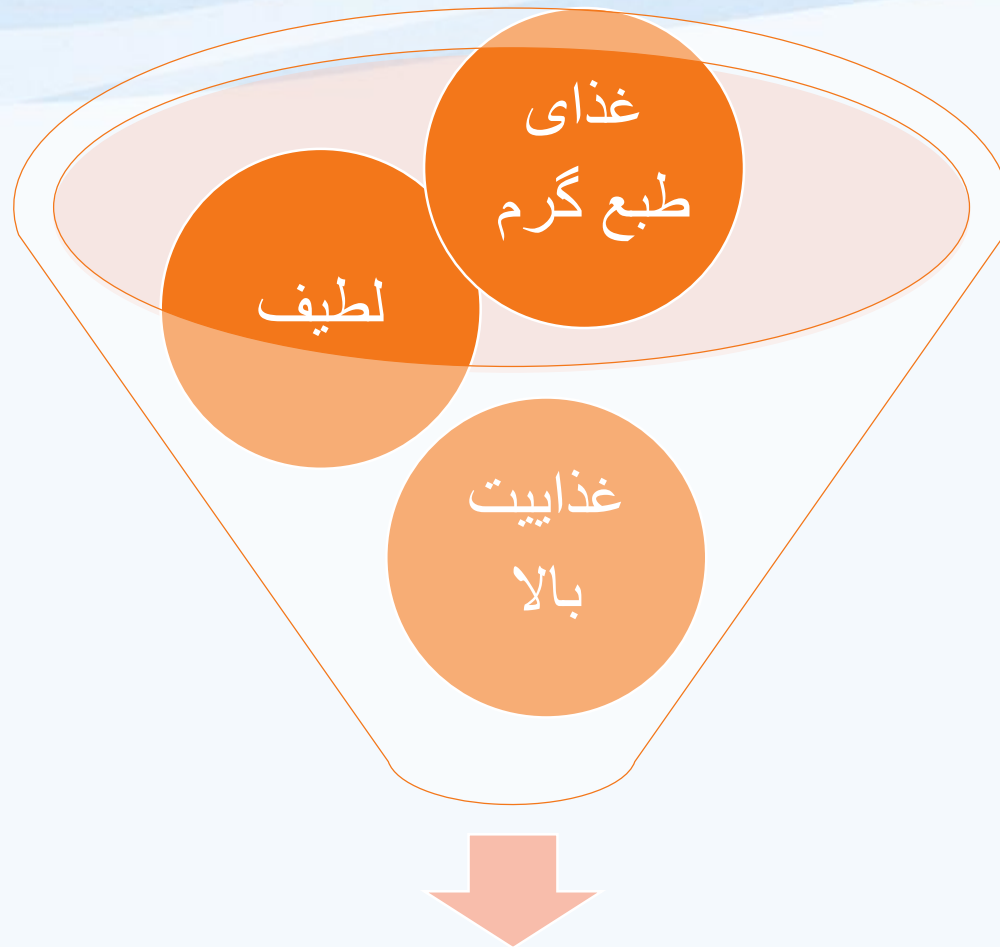 غذای
طبع گرم
لطیف
غذاییت
بالا